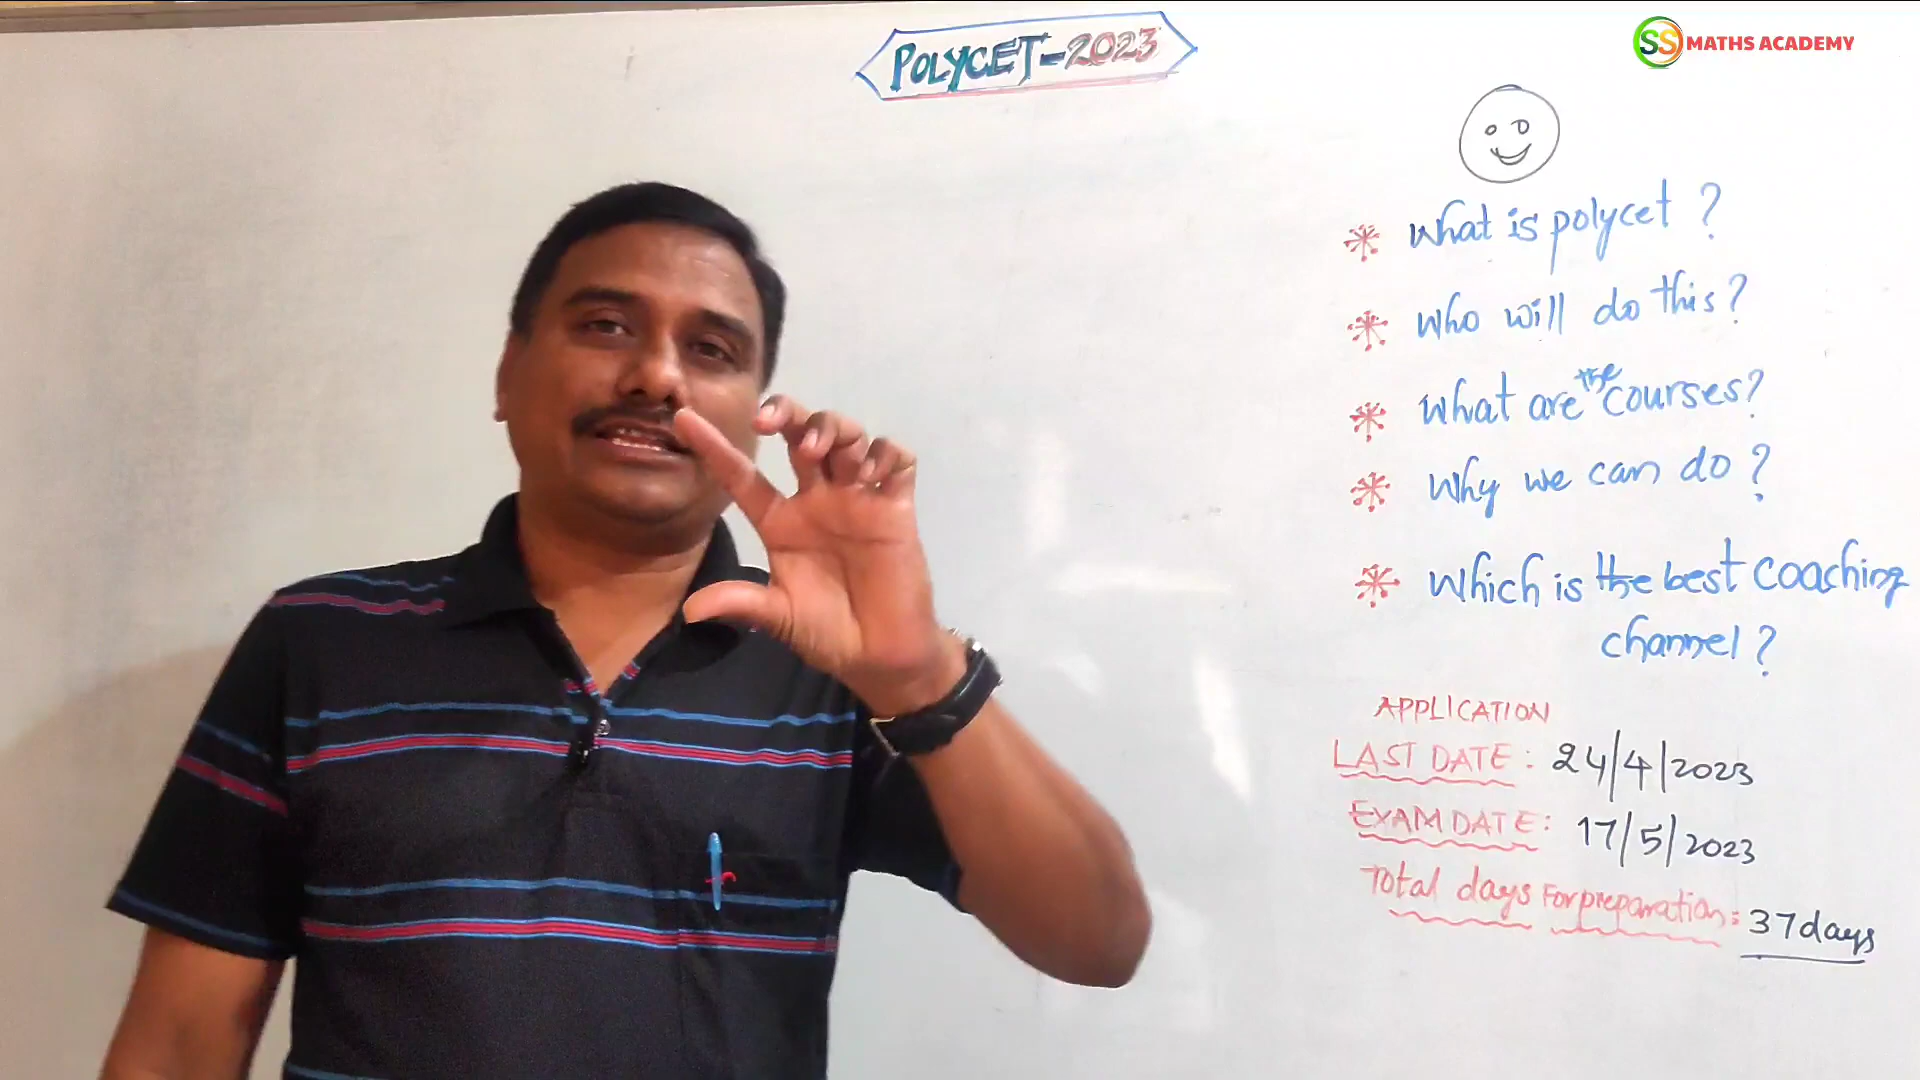 POLYCET-2023
SS MATHS ACADEMY
What is polycet ?
Who will do this?
What are the courses?
Why we can do ?
Which is the best coaching
channel ?
APPLICATION
LAST DATE : 24/4/2023
EXAM DATE : 17/5/2023
Total days For preparation : 37 days